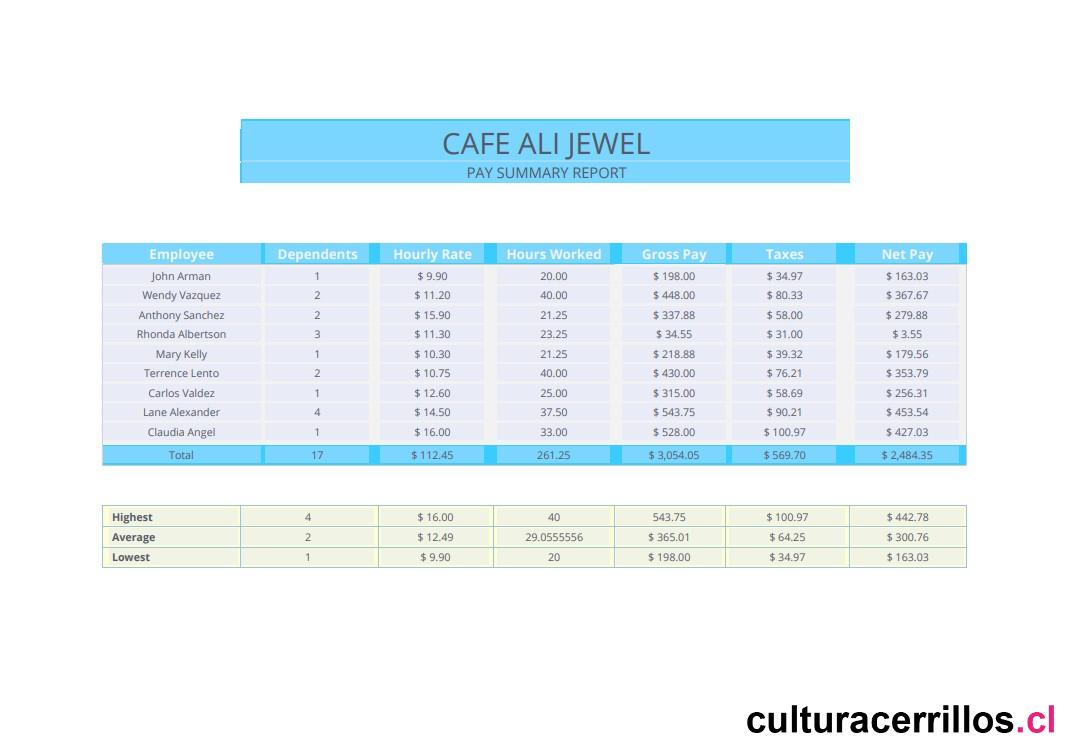 CAFE ALI JEWEL
PAY SUMMARY REPORT
Employee Dependents Hourly Rate Hours Worked Gross Pay Taxes Net Pay
John Arman 1 $ 9.90 20.00 $ 198.00 $ 34.97 $ 163.03
Wendy Vazquez 2 $ 11.20 40.00 $ 448.00 $ 80.33 $ 367.67
Anthony Sanchez 2 $ 15.90 21.25 $ 337.88 $ 58.00 $ 279.88
Rhonda Albertson 3 $ 11.30 23.25 $ 34.55 $ 31.00 $ 3.55
Mary Kelly 1 $ 10.30 21.25 $ 218.88 $ 39.32 $ 179.56
Terrence Lento 2 $ 10.75 40.00 $ 430.00 $ 76.21 $ 353.79
Carlos Valdez 1 $ 12.60 25.00 $ 315.00 $ 58.69 $ 256.31
Lane Alexander 4 $ 14.50 37.50 $ 543.75 $ 90.21 $ 453.54
Claudia Angel 1 $ 16.00 33.00 $ 528.00 $ 100.97 $ 427.03
Total 17 $ 112.45 261.25 $ 3,054.05 $ 569.70 $ 2,484.35
Highest 4 $ 16.00 40 543.75 $ 100.97 $ 442.78
Average 2 $ 12.49 29.0555556 $ 365.01 $ 64.25 $ 300.76
Lowest 1 $ 9.90 20 $ 198.00 $ 34.97 $ 163.03
culturacerrillos.cl